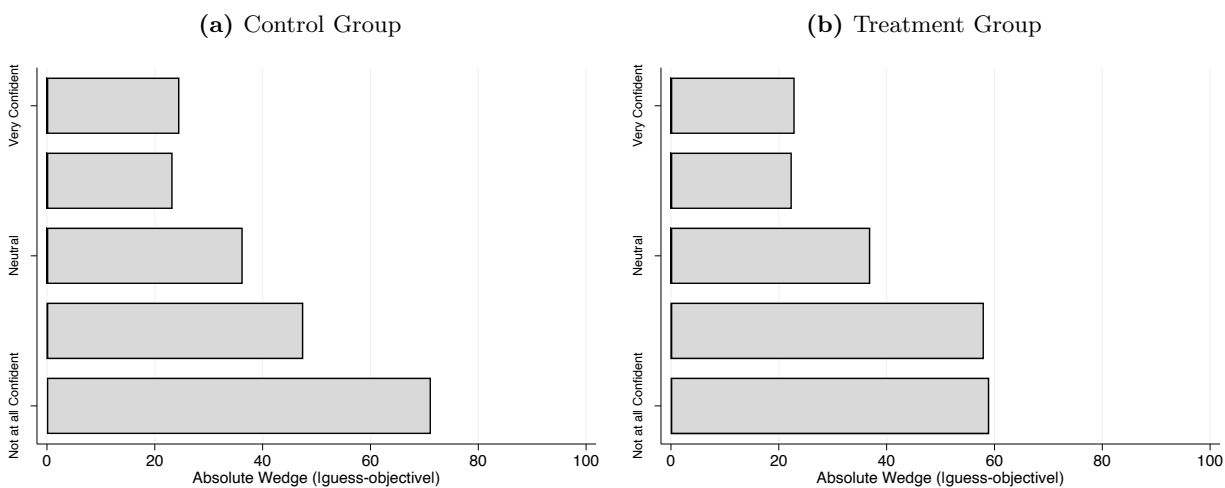 (a) Control Group
Very Confident
Neutral
Not at all Confident
0 20 40 60 80 100
Absolute Wedge (|guess-objective|)
(b) Treatment Group
Very Confident
Neutral
Not at all Confident
0 20 40 60 80 100
Absolute Wedge (|guess-objective|)